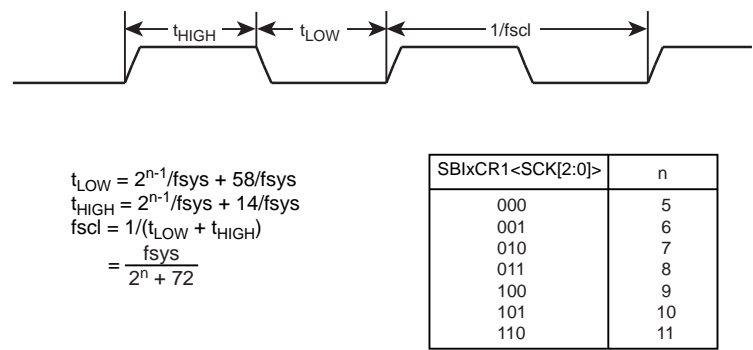 tHIGH tLOW 1/fscl
tLOW = 2n-1/fsys + 58/fsys
tHIGH = 2n-1/fsys + 14/fsys
fscl = 1/(tLOW + tHIGH)
= fsys
2n + 72
SBIxCR1<SCK[2:0]> n
000 5
001 6
010 7
011 8
100 9
101 10
110 11